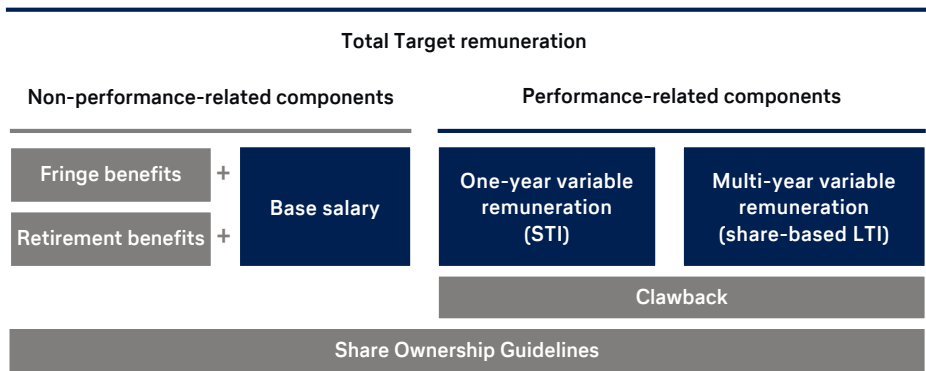 Total Target remuneration
Non-performance-related components
Performance-related components
Fringe benefits +
Retirement benefits +
Base salary
One-year variable
remuneration
(STI)
Multi-year variable
remuneration
(share-based LTI)
Clawback
Share Ownership Guidelines